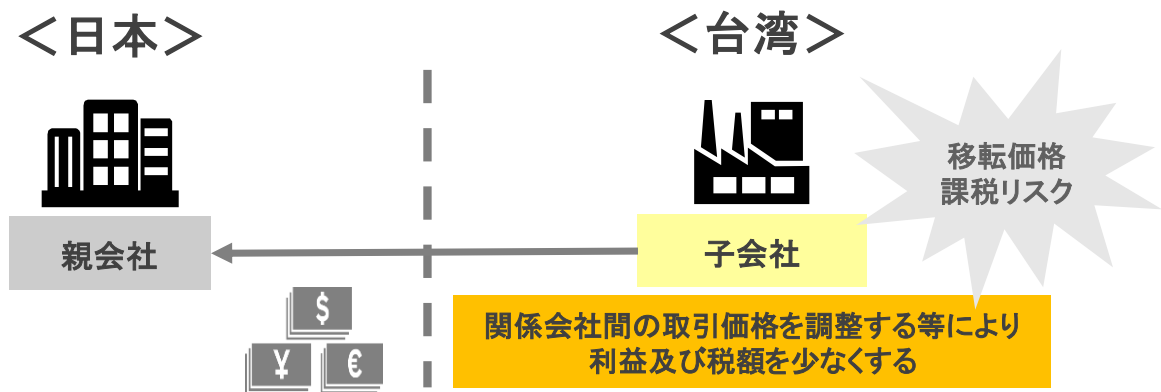 ＜日本＞
＜台湾＞
移転価格
課税リスク
親会社
子会社
$
¥
€
関係会社間の取引価格を調整する等により
利益及び税額を少なくする